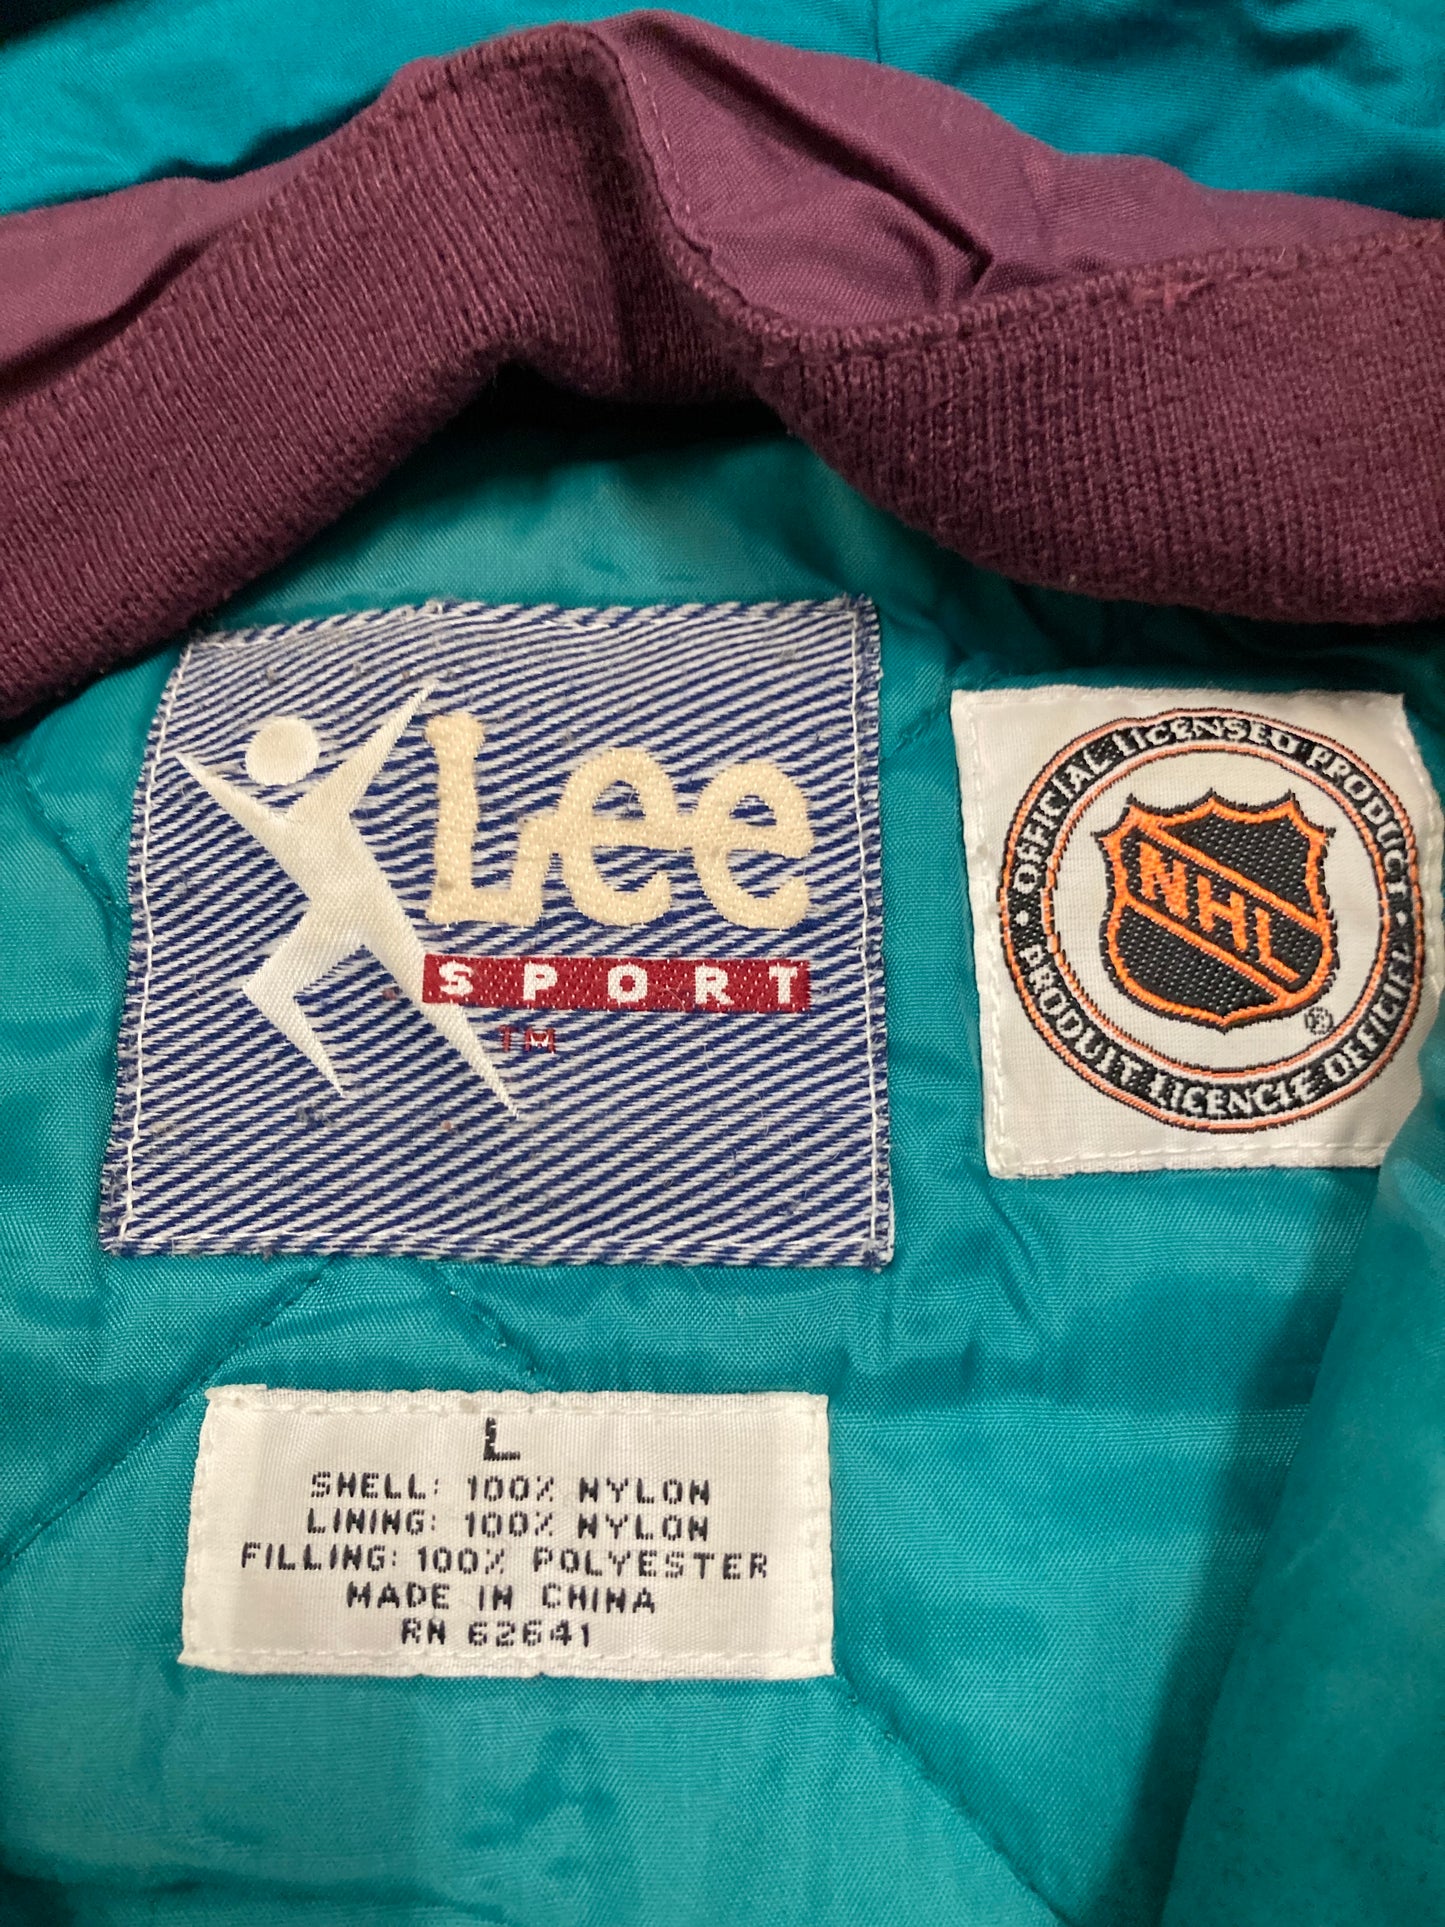 Lee
SPORT
TM
OFFICIAL LICENSED PRODUCT
NHL
®
PRODUIT LICENCIE OFFICIEL
L
SHELL: 100% NYLON
LINING: 100% NYLON
FILLING: 100% POLYESTER
MADE IN CHINA
RN 62641